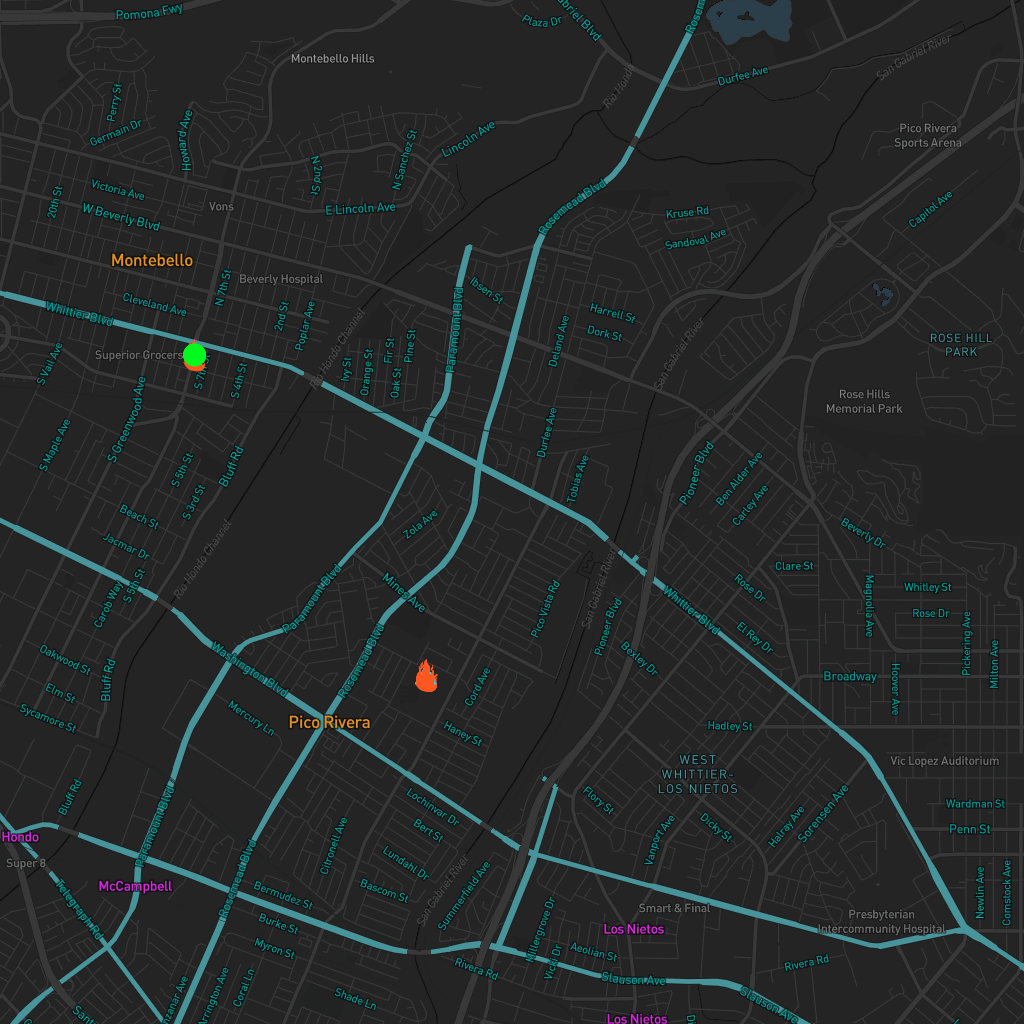 Pomona Fwy
Plaza Dr
Gabriel Blvd
Rosem
Montebello Hills
San Gabriel River
Durfee Ave
Rio Hondo
Perry St
Germain Dr
Howard Ave
Lincoln Ave
N Sanchez St
N 2nd St
Pico Rivera
Sports Arena
Victoria Ave
20th St
W Beverly Blvd
Vons
E Lincoln Ave
Rosemead Blvd
Kruse Rd
Capitol Ave
Sandoval Ave
Montebello
Beverly Hospital
N 7th St
Ibsen St
Cleveland Ave
Whittier Blvd
2nd St
Poplar Ave
Paramount Blvd
Harrell St
Dork St
Deland Ave
San Gabriel River
ROSE HILL
PARK
Superior Grocers
S 7th St
S 4th St
S Vail Ave
Rio Hondo Channel
Ivy St
Orange St
Fir St
Oak St
Pine St
Rose Hills
Memorial Park
S Greenwood Ave
S Maple Ave
S 5th St
Bluff Rd
S 3rd St
Durfee Ave
Tobias Ave
Pioneer Blvd
Ben Alder Ave
Carley Ave
Beach St
Jacmar Dr
Zola Ave
Beverly Dr
Rio Hondo Channel
Carob Way
S 5th St
Paramount Blvd
Mines Ave
Pico Vista Rd
San Gabriel River
Pioneer Blvd
Clare St
Rose Dr
Whitley St
Rose Dr
Magnolia Ave
Whittier Blvd
El Rey Dr
Pickering Ave
Milton Ave
Bexley Dr
Oakwood St
Elm St
Sycamore St
Bluff Rd
Washington Blvd
Rosemead Blvd
Cord Ave
Broadway
Hoover Ave
Mercury Ln
Pico Rivera
Haney St
Hadley St
WEST
WHITTIER-
LOS NIETOS
Vic Lopez Auditorium
Bluff Rd
Paramount Blvd
Lochinvar Dr
Bert St
Flory St
Vanport Ave
Dicky St
Halray Ave
Sorensen Ave
Wardman St
Penn St
Hondo
Super 8
Citronell Ave
Lundahl Dr
Bascom St
San Gabriel River
Summerfield Ave
McCampbell
Telegraph Rd
Rosemead Blvd
Bermudez St
Burke St
Myron St
Millergrove Dr
Vicki Dr
Smart & Final
Los Nietos
Presbyterian
Intercommunity Hospital
Newlin Ave
Comstock Ave
Aeolian St
Rivera Rd
Rivera Rd
Slauson Ave
Slauson Ave
Coral Ln
Shade Ln
Los Nietos